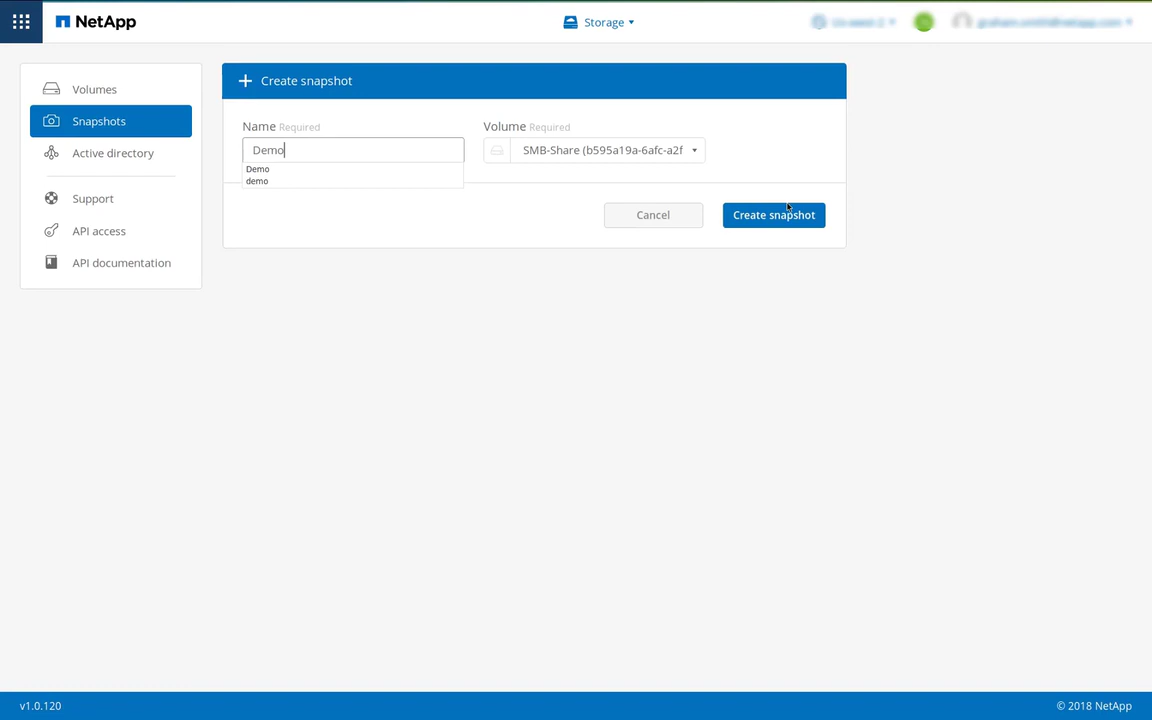 NetApp
Storage
Volumes
Snapshots
Active directory
Support
API access
API documentation
Create snapshot
Name Required
Volume Required
Demo
SMB-Share (b595a19a-6afc-a2f
Demo
demo
Cancel
Create snapshot
v1.0.120
© 2018 NetApp